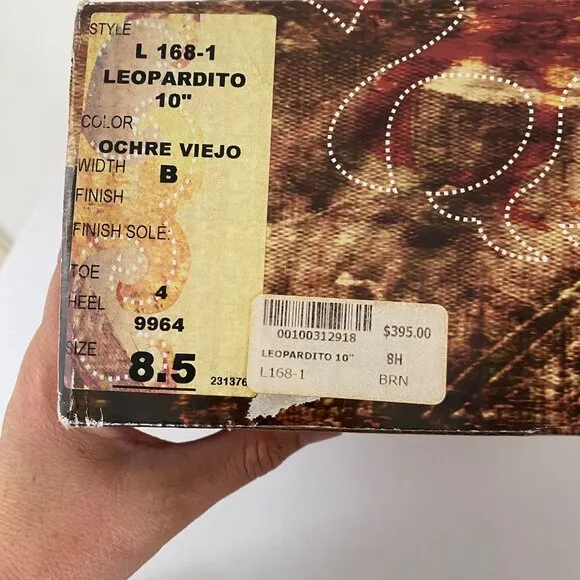 STYLE
L 168-1
LEOPARDITO
10"
COLOR
OCHRE VIEJO
WIDTH
B
FINISH
FINISH SOLE:
TOE
4
HEEL
9964
SIZE
8.5
231376
00100312918
$395.00
LEOPARDITO 10"
8H
L168-1
BRN